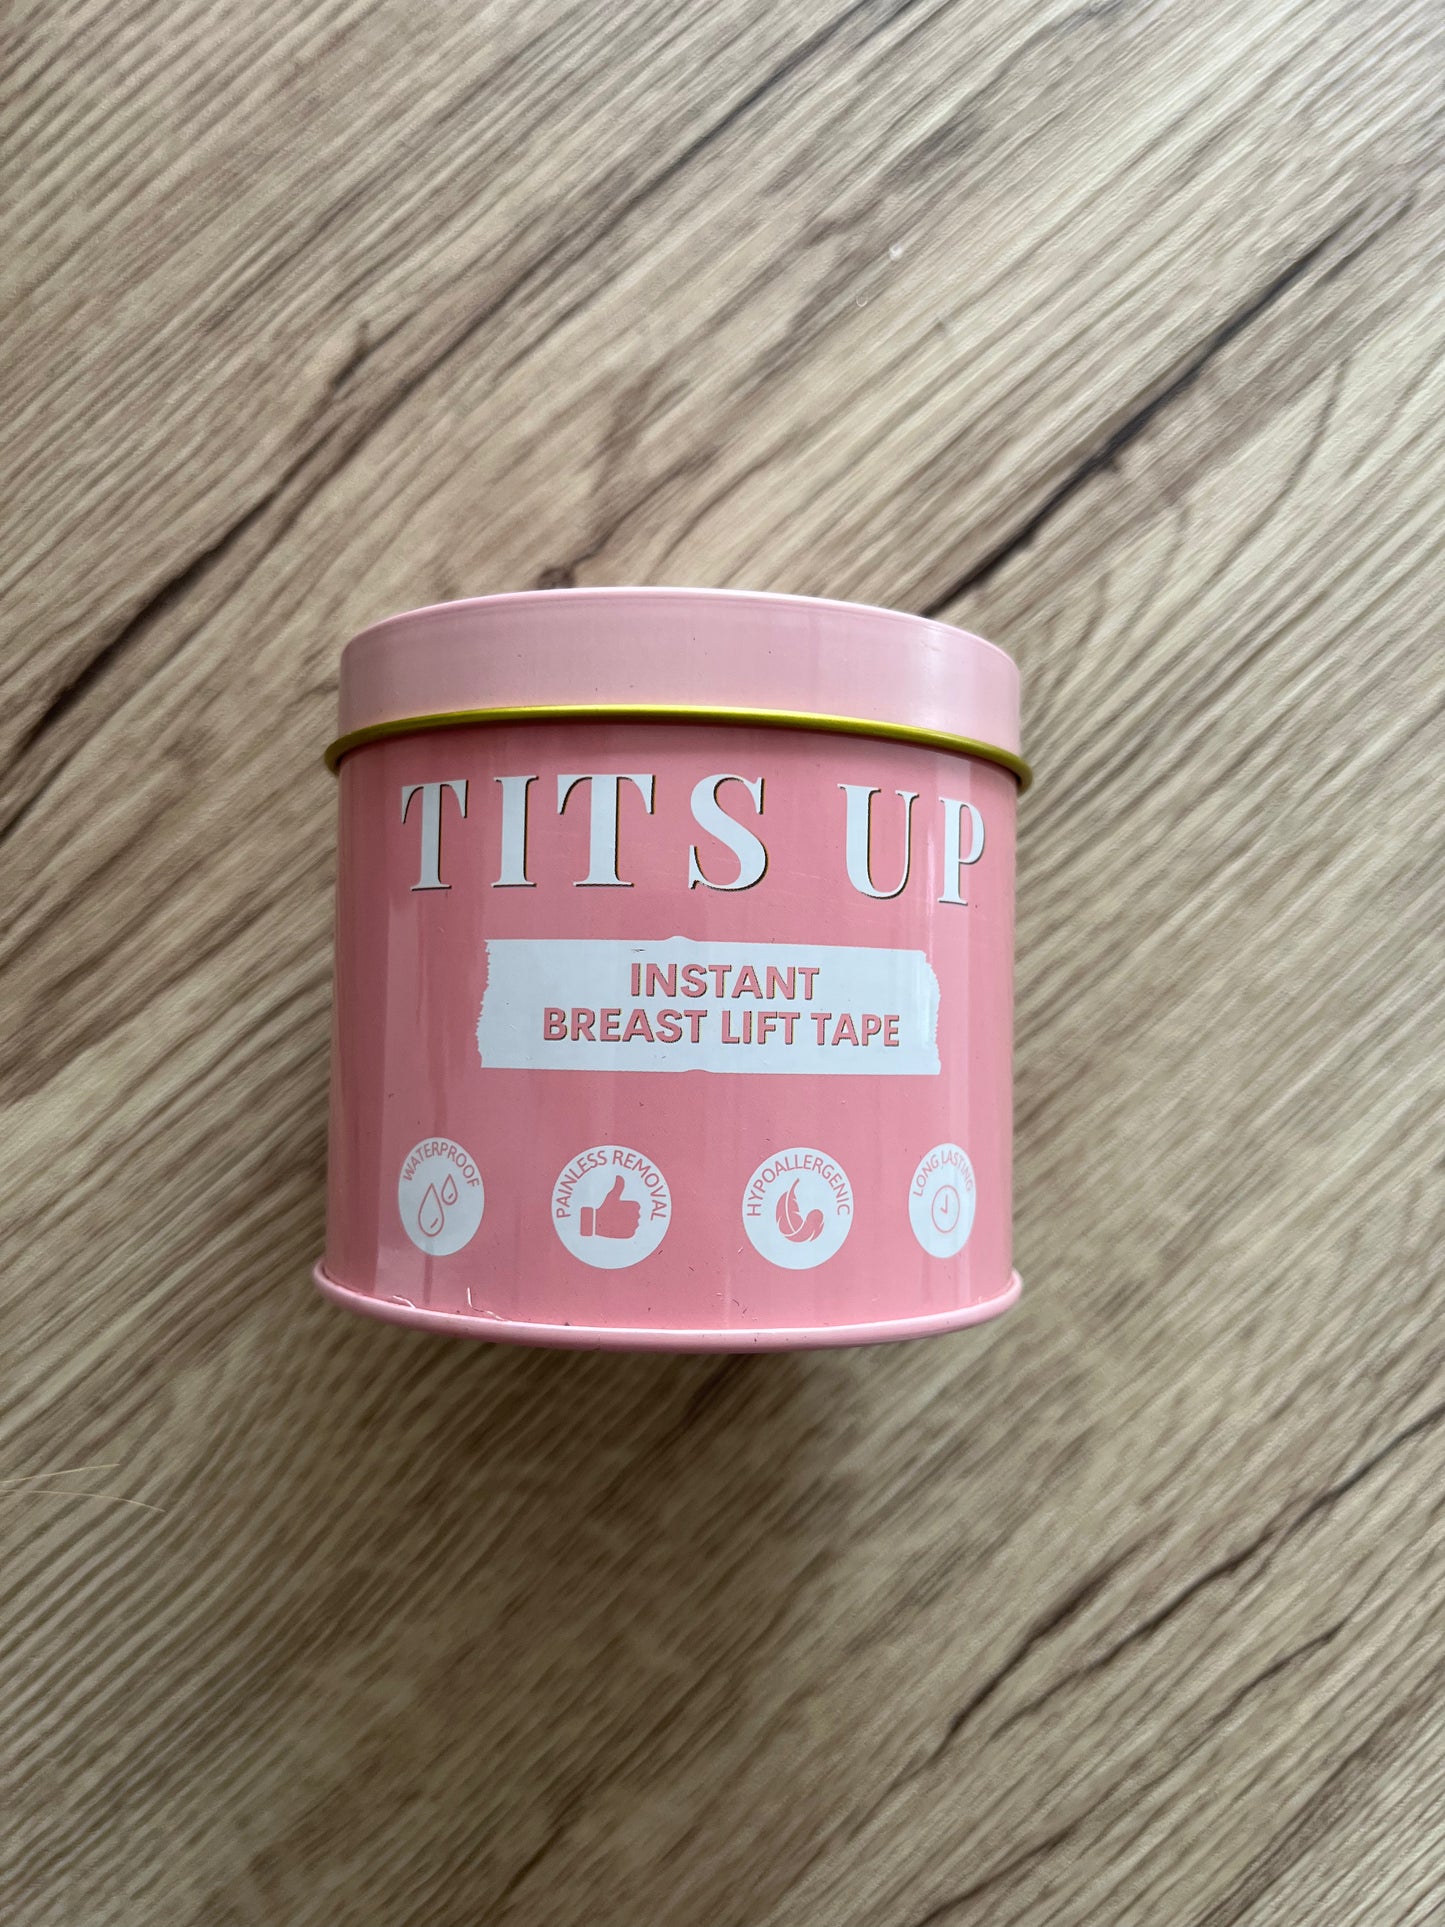 TITS UP
INSTANT
BREAST LIFT TAPE
WATERPROOF
PAINLESS REMOVAL
HYPOALLERGENIC
LONG LASTING